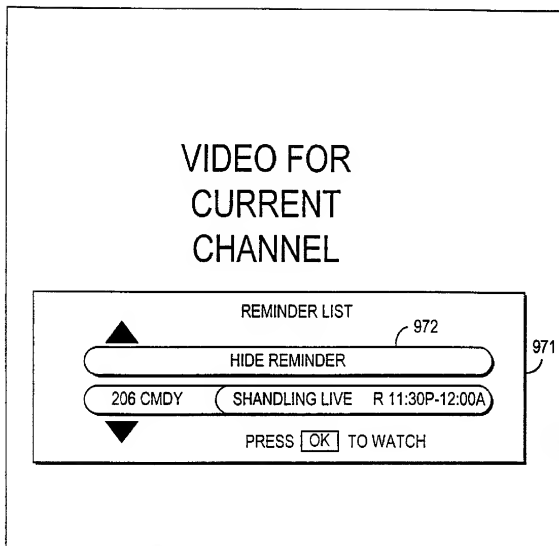 VIDEO FOR
CURRENT
CHANNEL
REMINDER LIST
972
HIDE REMINDER
971
206 CMDY SHANDLING LIVE R 11:30P-12:00A
PRESS OK TO WATCH